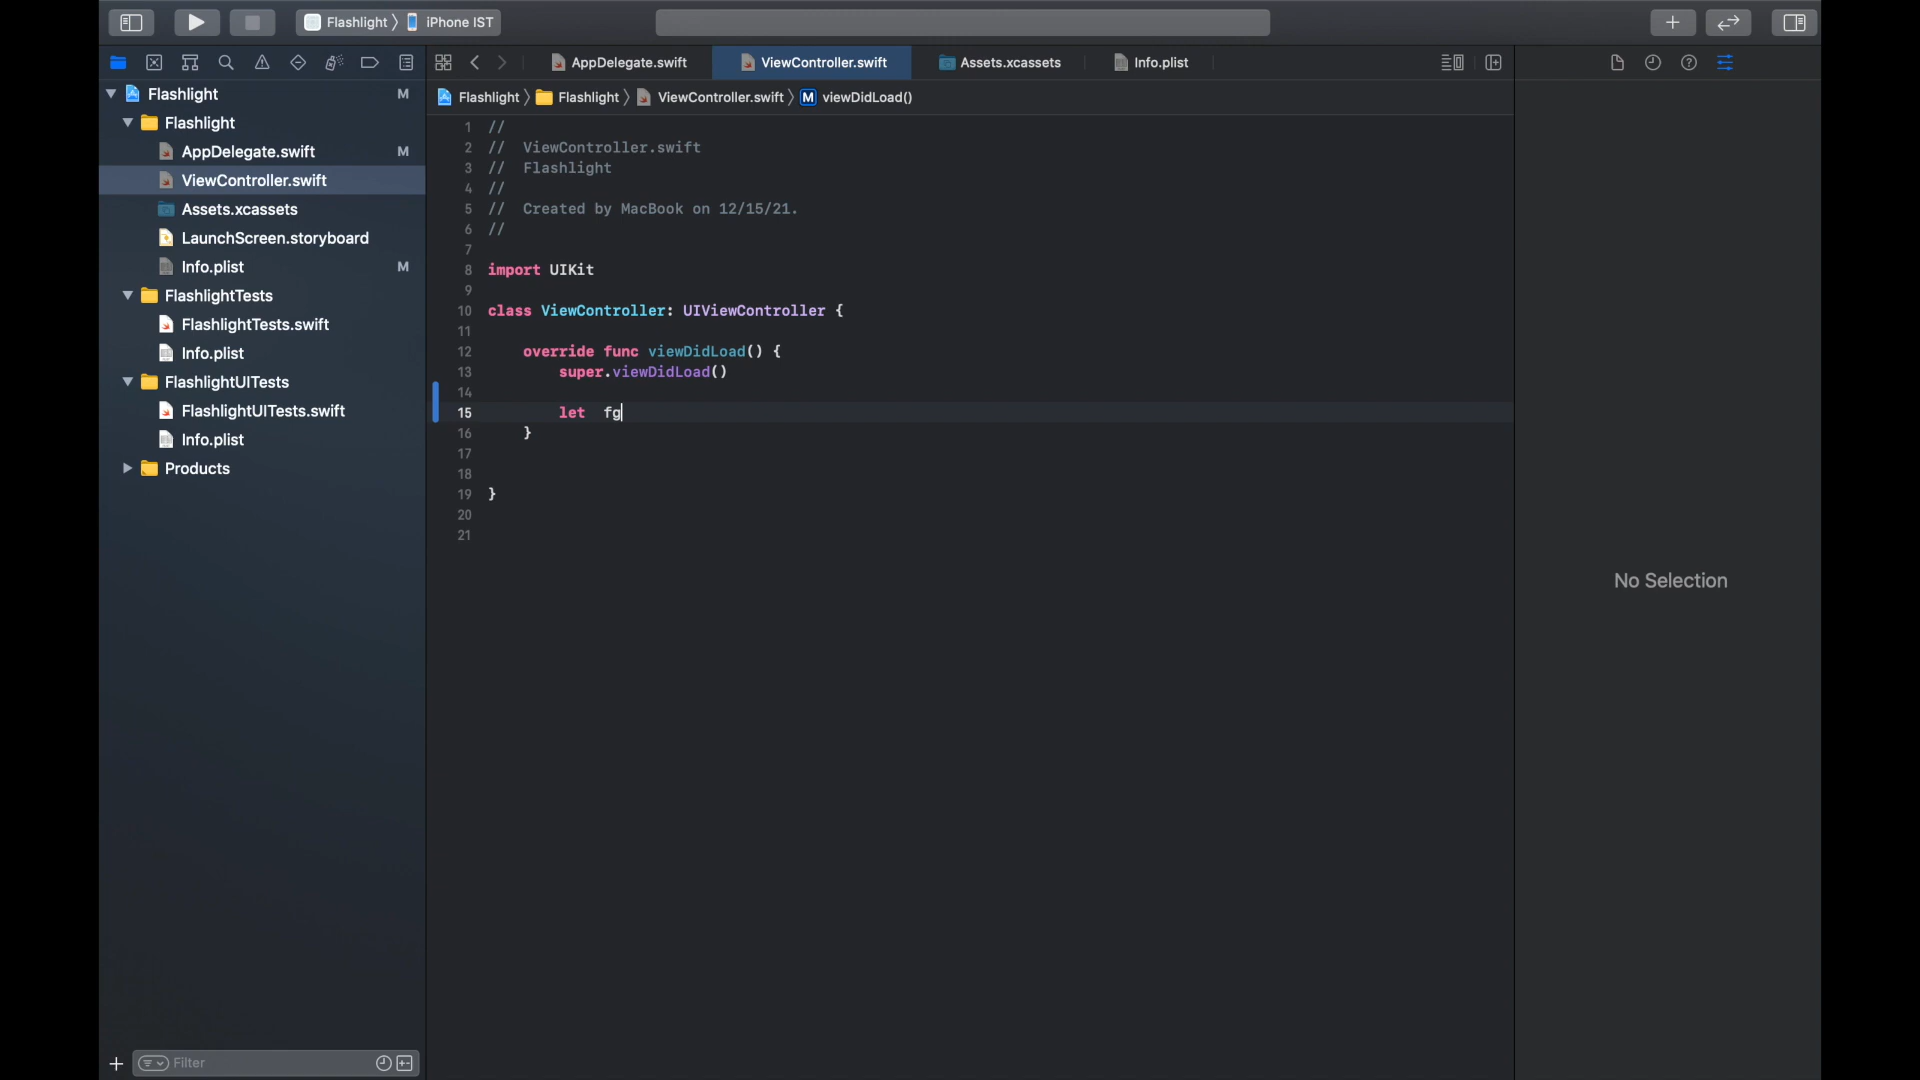 Flashlight 〉 iPhone IST
AppDelegate.swift
ViewController.swift
Assets.xcassets
Info.plist
Flashlight M
Flashlight 〉 Flashlight 〉 ViewController.swift 〉 M viewDidLoad()
Flashlight
AppDelegate.swift M
ViewController.swift
Assets.xcassets
LaunchScreen.storyboard
Info.plist M
FlashlightTests
FlashlightTests.swift
Info.plist
FlashlightUITests
FlashlightUITests.swift
Info.plist
Products
Filter
1 //
2 //  ViewController.swift
3 //  Flashlight
4 //
5 //  Created by MacBook on 12/15/21.
6 //
7
8 import UIKit
9
10 class ViewController: UIViewController {
11
12     override func viewDidLoad() {
13         super.viewDidLoad()
14
15         let  fg
16     }
17
18
19 }
20
21
No Selection